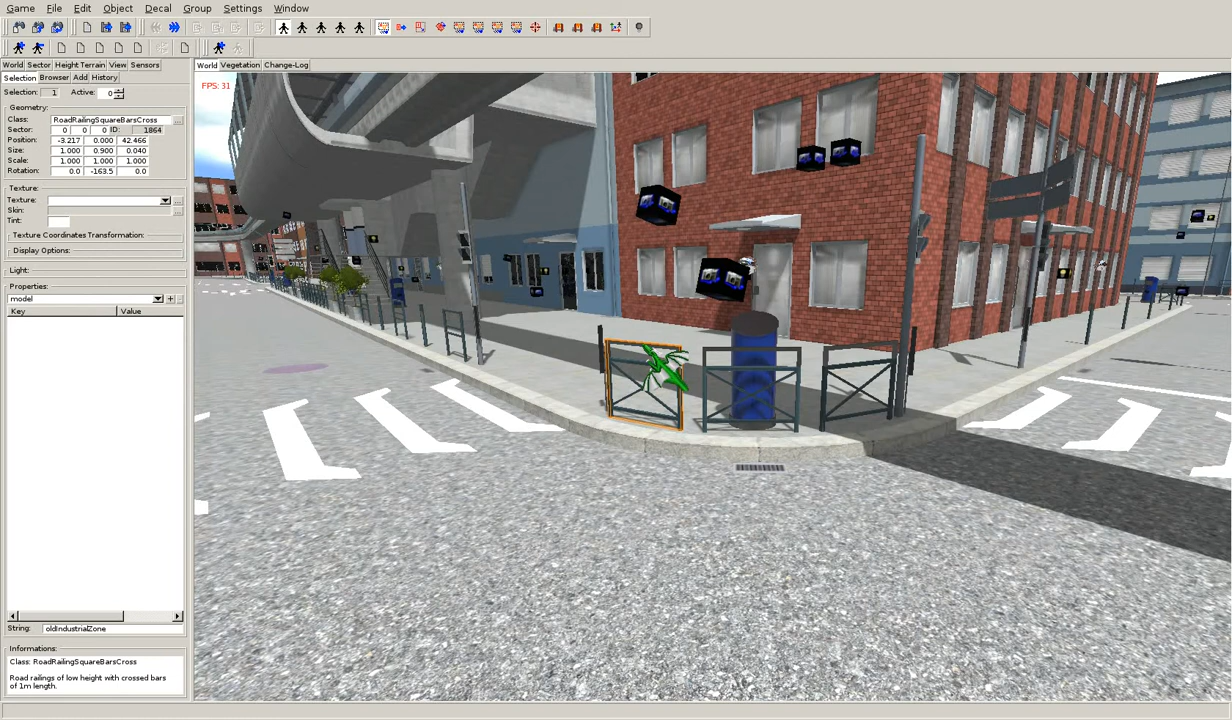 Game File Edit Object Decal Group Settings Window
World Sector Height Terrain View Sensors
Selection Browser Add History
Selection: 1 Active: 0
Geometry:
Class: RoadRailingSquareBarsCross ...
Sector: 0 0 0 ID: 1864
Position: -3.217 0.000 42.466
Size: 1.000 0.900 0.040
Scale: 1.000 1.000 1.000
Rotation: 0.0 -163.5 0.0
Texture:
Texture: ...
Skin: ...
Tint:
Texture Coordinates Transformation:
Display Options:
Light:
Properties:
model + -
Key Value
String: oldIndustrialZone
Informations:
Class: RoadRailingSquareBarsCross
Road railings of low height with crossed bars
of 1m length.
World Vegetation Change-Log
FPS: 31